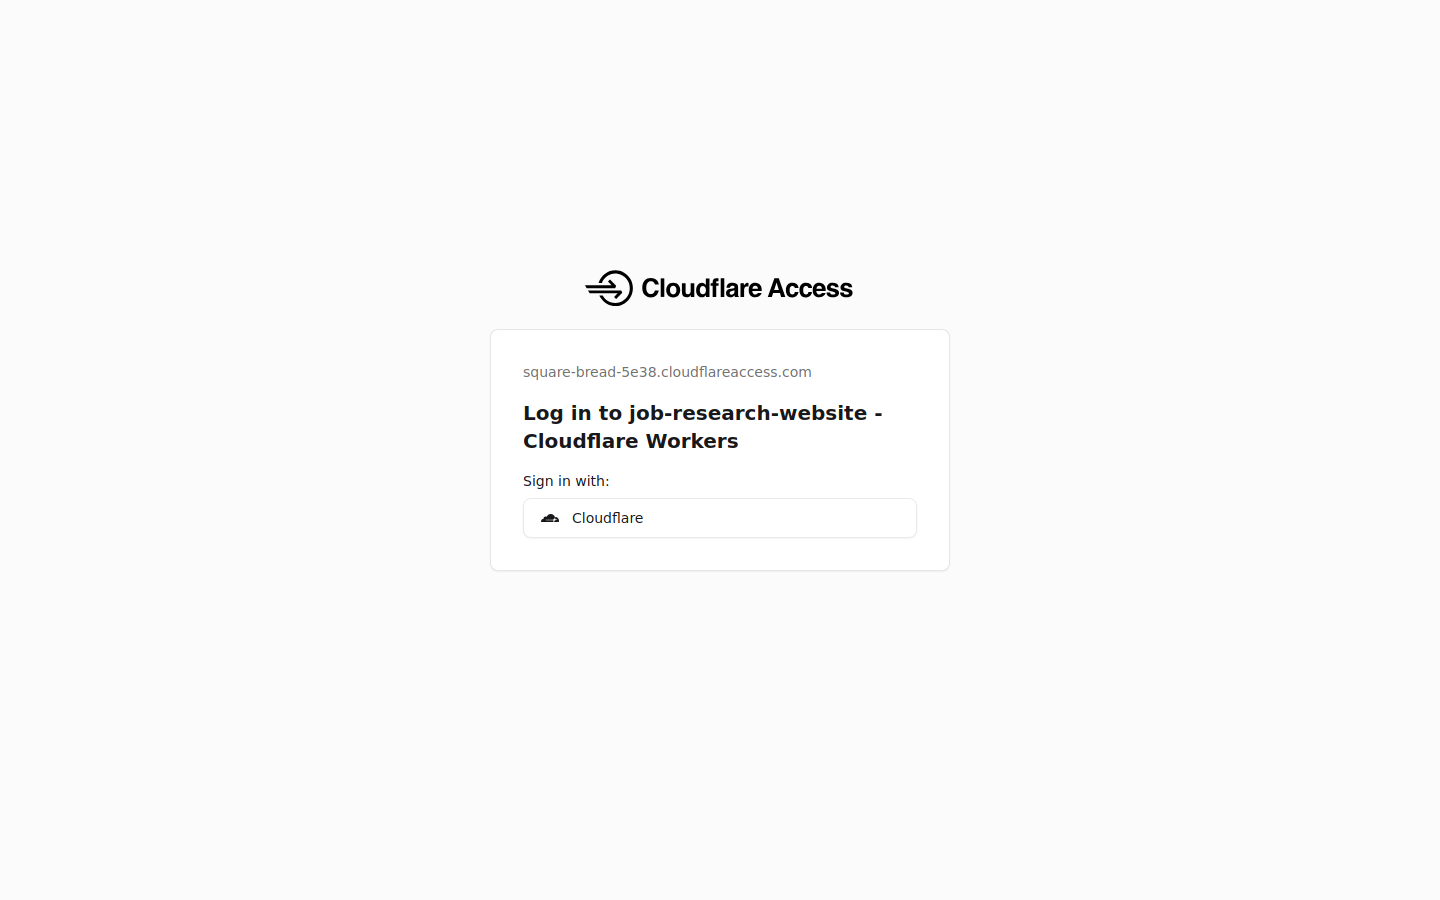 Cloudflare Access
square-bread-5e38.cloudflareaccess.com
Log in to job-research-website -
Cloudflare Workers
Sign in with:
Cloudflare